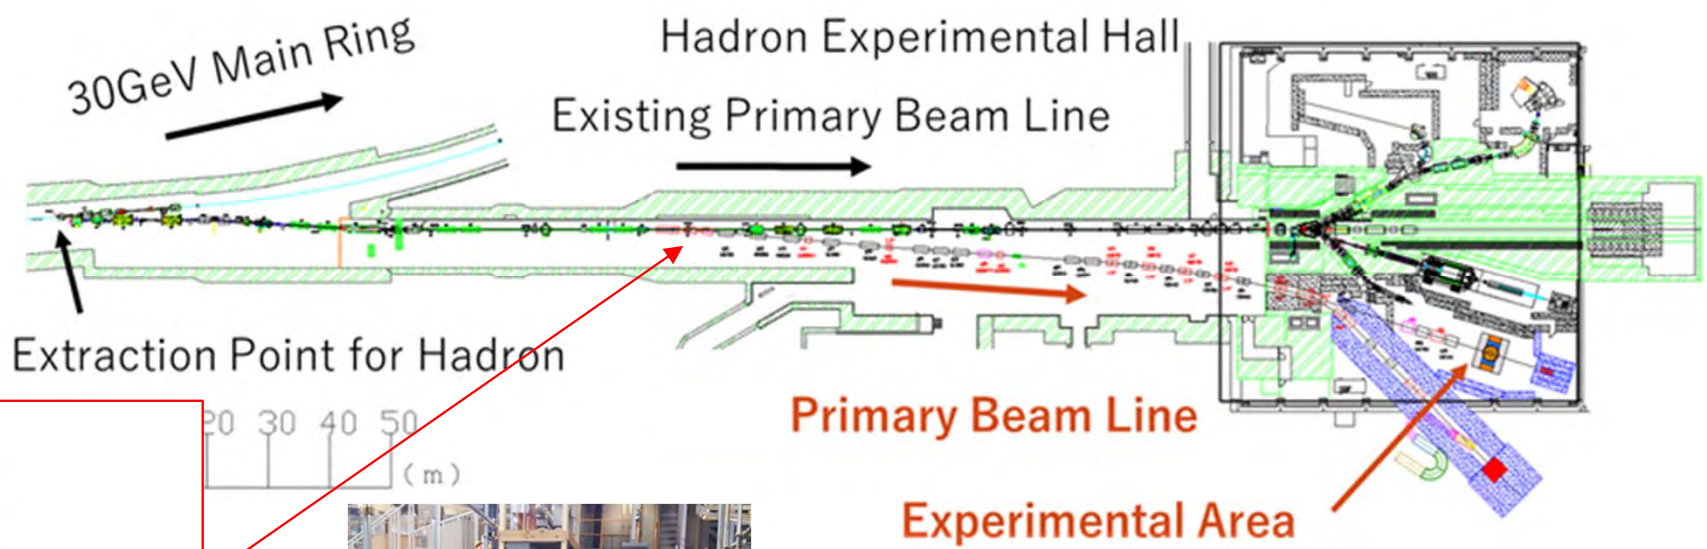 30GeV Main Ring
Hadron Experimental Hall
Existing Primary Beam Line
Extraction Point for Hadron
20 30 40 50
(m)
Primary Beam Line
Experimental Area